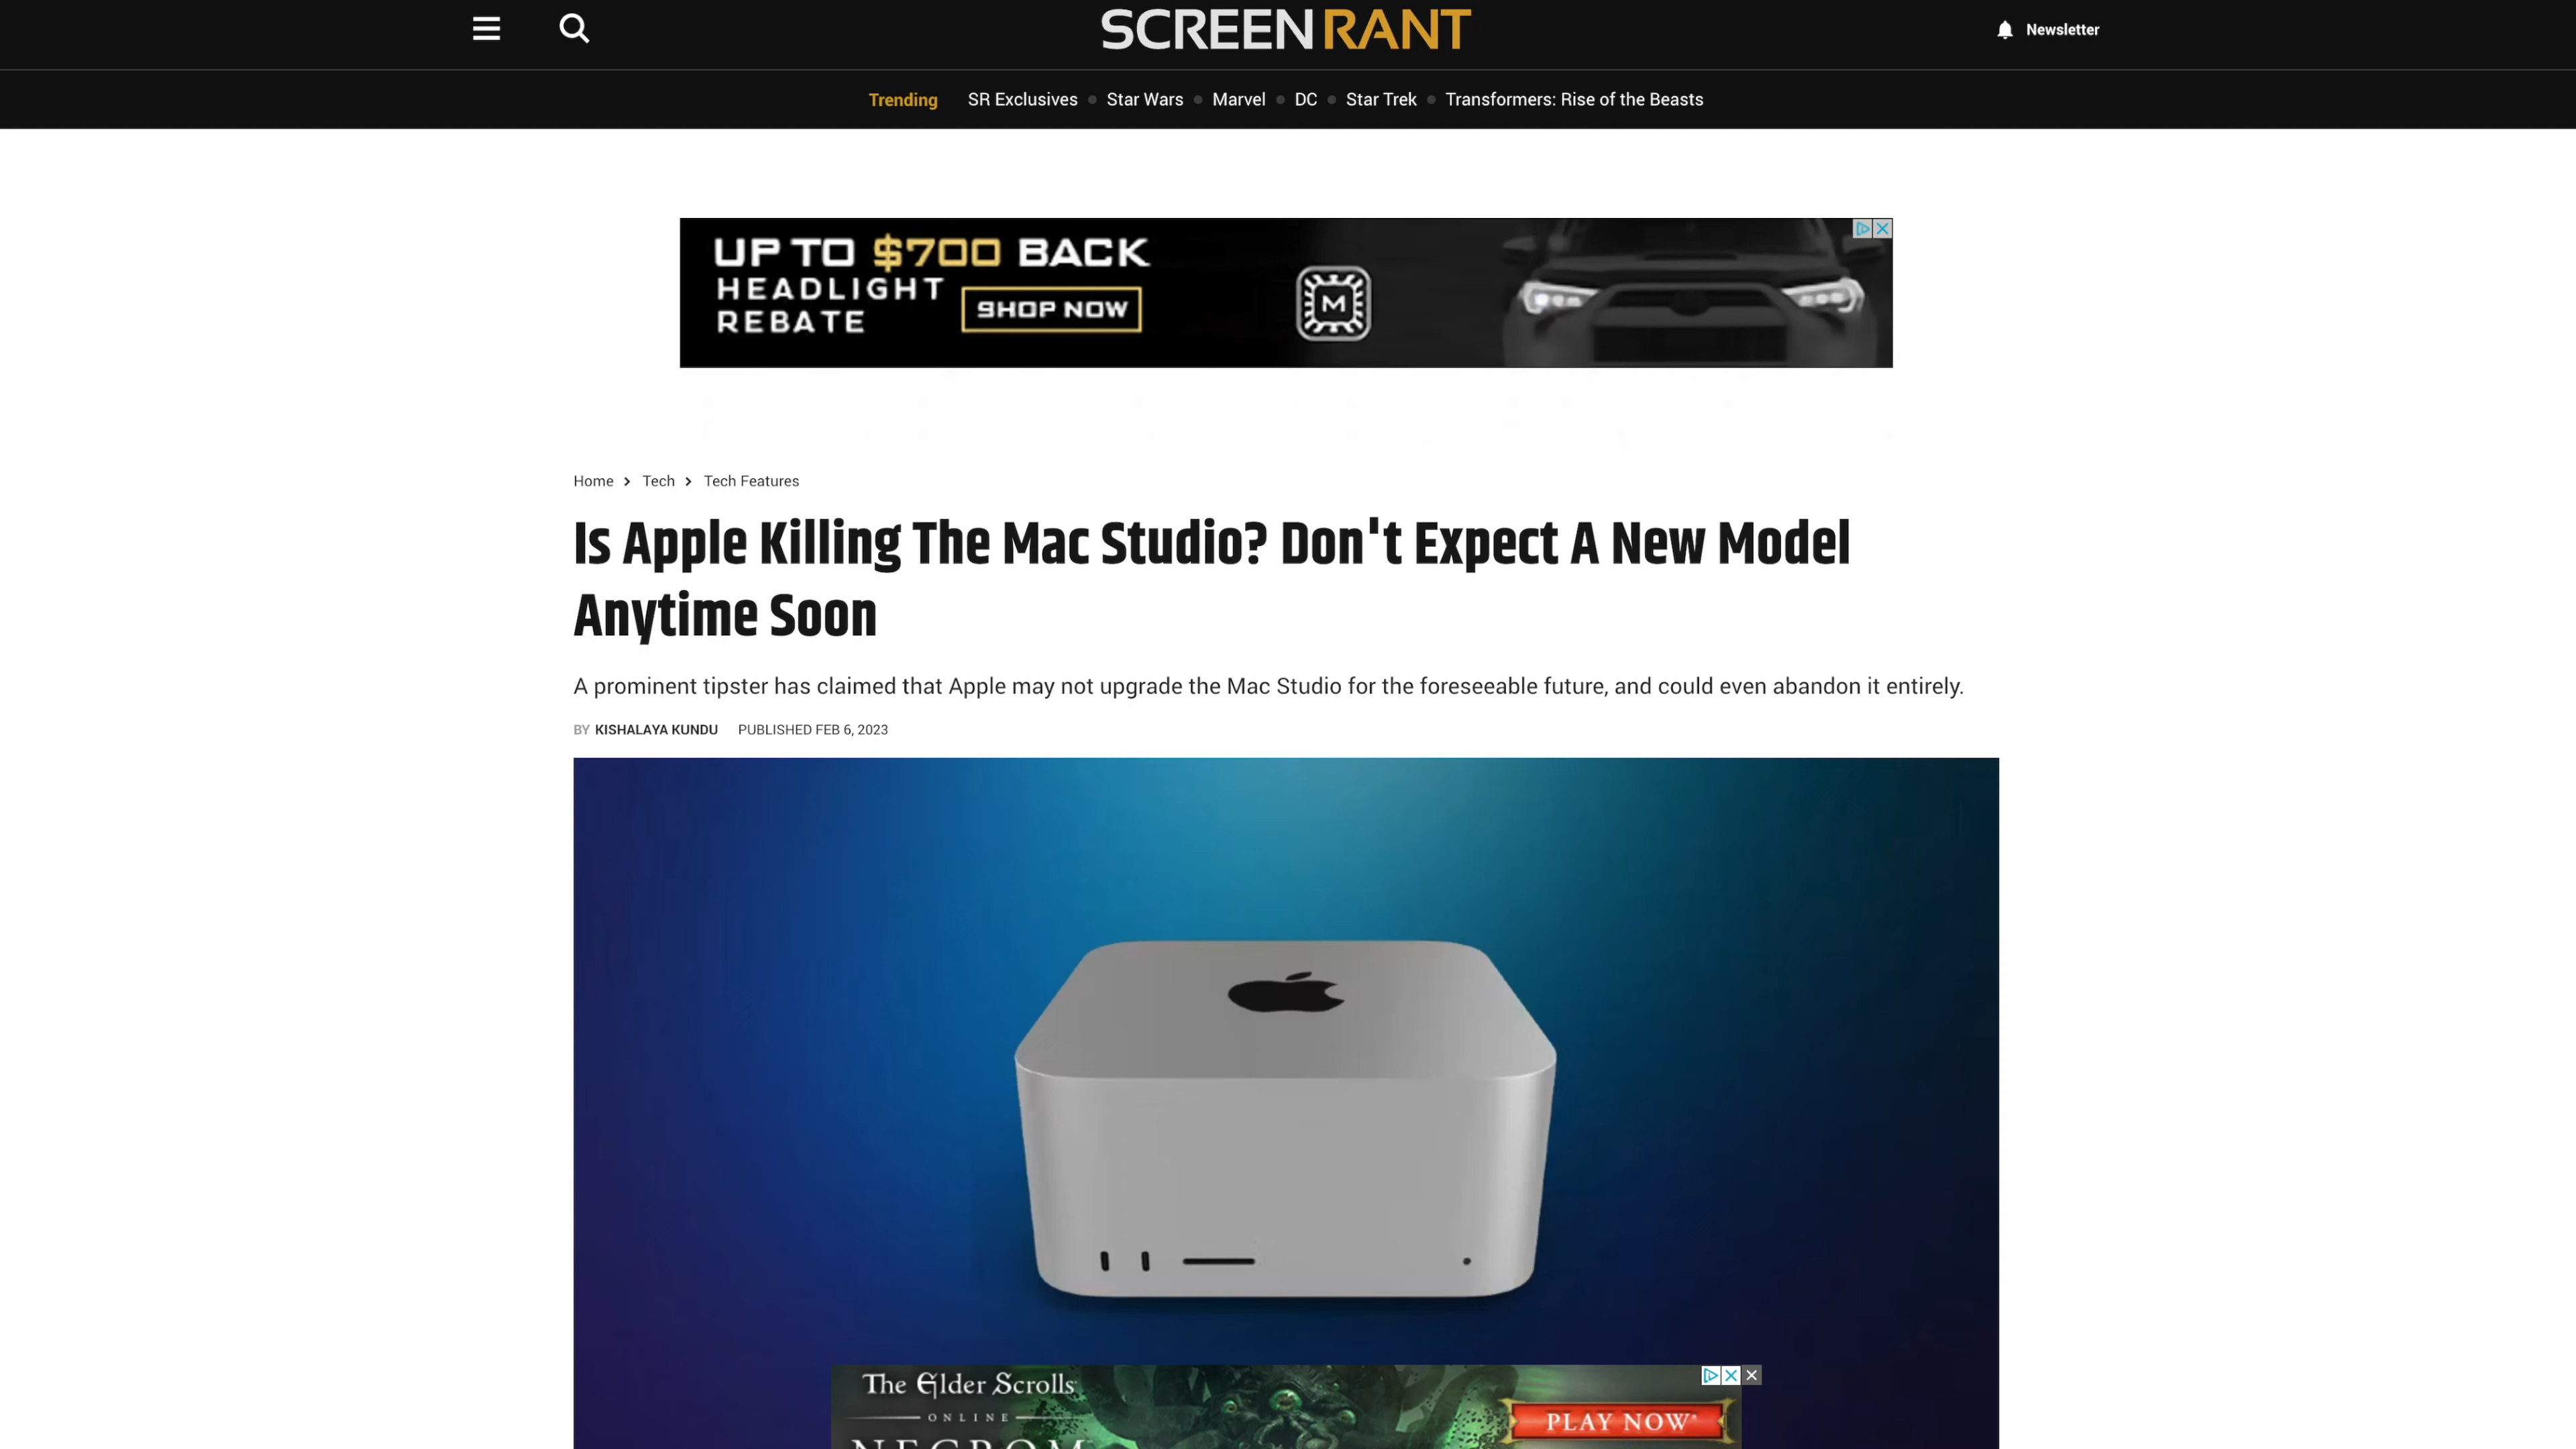 SCREENRANT
Newsletter
Trending SR Exclusives Star Wars Marvel DC Star Trek Transformers: Rise of the Beasts
UP TO $700 BACK
HEADLIGHT
REBATE
SHOP NOW
M
Home > Tech > Tech Features
Is Apple Killing The Mac Studio? Don't Expect A New Model
Anytime Soon
A prominent tipster has claimed that Apple may not upgrade the Mac Studio for the foreseeable future, and could even abandon it entirely.
BY KISHALAYA KUNDU PUBLISHED FEB 6, 2023
The Elder Scrolls
ONLINE
NECROM
PLAY NOW